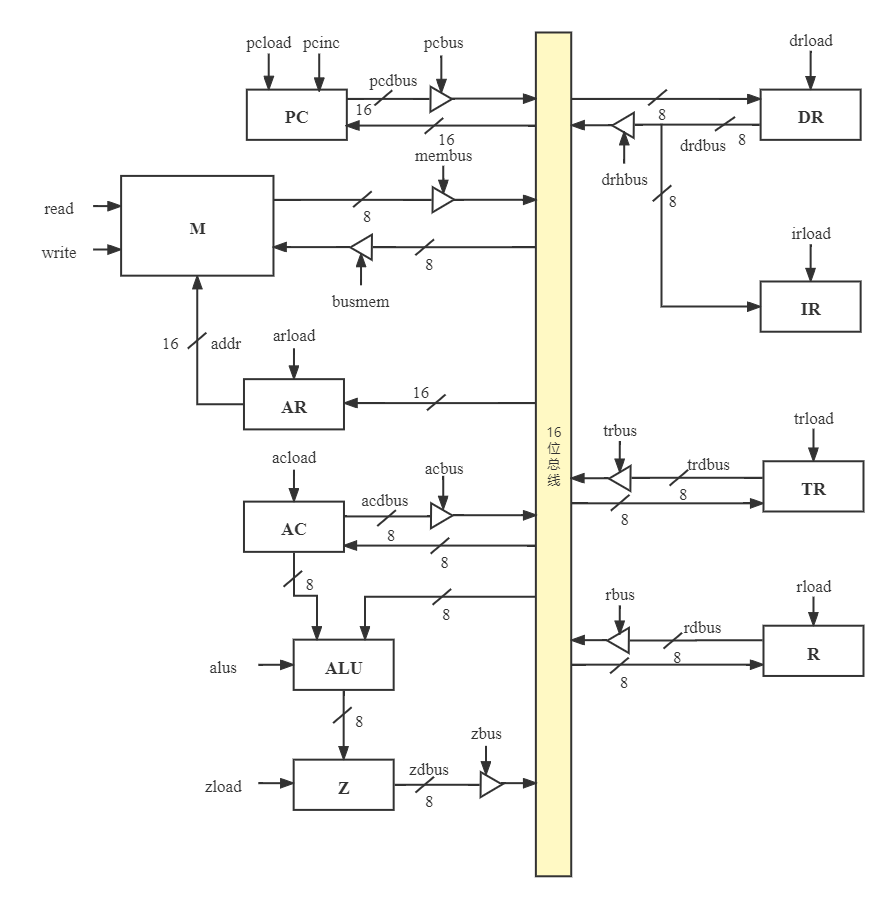 pcload pcinc pcbus drload
pcdbus
PC 16 8 DR
16 drdbus 8
membus
drhbus
read M 8 8
write
8
irload
busmem
IR
16 addr arload
AR 16
16位总线
trbus trload
acload acbus trdbus
acdbus 8 TR
AC 8 8
8
8
8
rbus rload
rdbus
alus ALU 8 R
8
8
zbus
zload Z zdbus
8